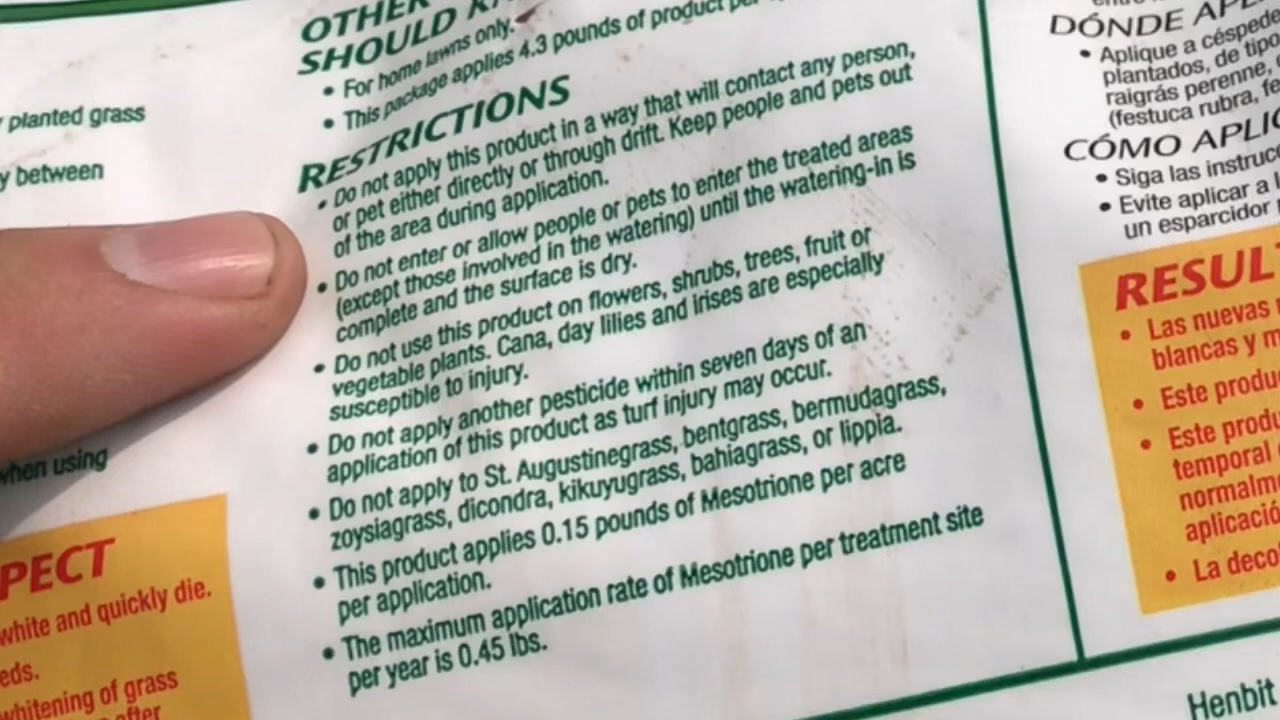 planted grass
between
when using
PECT
white and quickly die.
eds.
whitening of grass
after
OTHER
SHOULD
• For home lawns only.
• This package applies 4.3 pounds of product
RESTRICTIONS
• Do not apply this product in a way that will contact any person,
or pet either directly or through drift. Keep people and pets out
of the area during application.
• Do not enter or allow people or pets to enter the treated areas
(except those involved in the watering) until the watering-in is
complete and the surface is dry.
• Do not use this product on flowers, shrubs, trees, fruit or
vegetable plants. Cana, day lilies and irises are especially
susceptible to injury.
• Do not apply another pesticide within seven days of an
application of this product as turf injury may occur.
• Do not apply to St. Augustinegrass, bentgrass, bermudagrass,
zoysiagrass, dicondra, kikuyugrass, bahiagrass, or lippia.
• This product applies 0.15 pounds of Mesotrione per acre
per application.
• The maximum application rate of Mesotrione per treatment site
per year is 0.45 lbs.
DÓNDE APL
• Aplique a céspede
plantados, de tipo
raigrás perenne,
(festuca rubra, fe
CÓMO APLIC
• Siga las instrucc
• Evite aplicar a l
un esparcidor
RESUL
• Las nuevas
blancas y m
• Este produ
• Este produ
temporal
normalm
aplicació
• La deco
Henbit